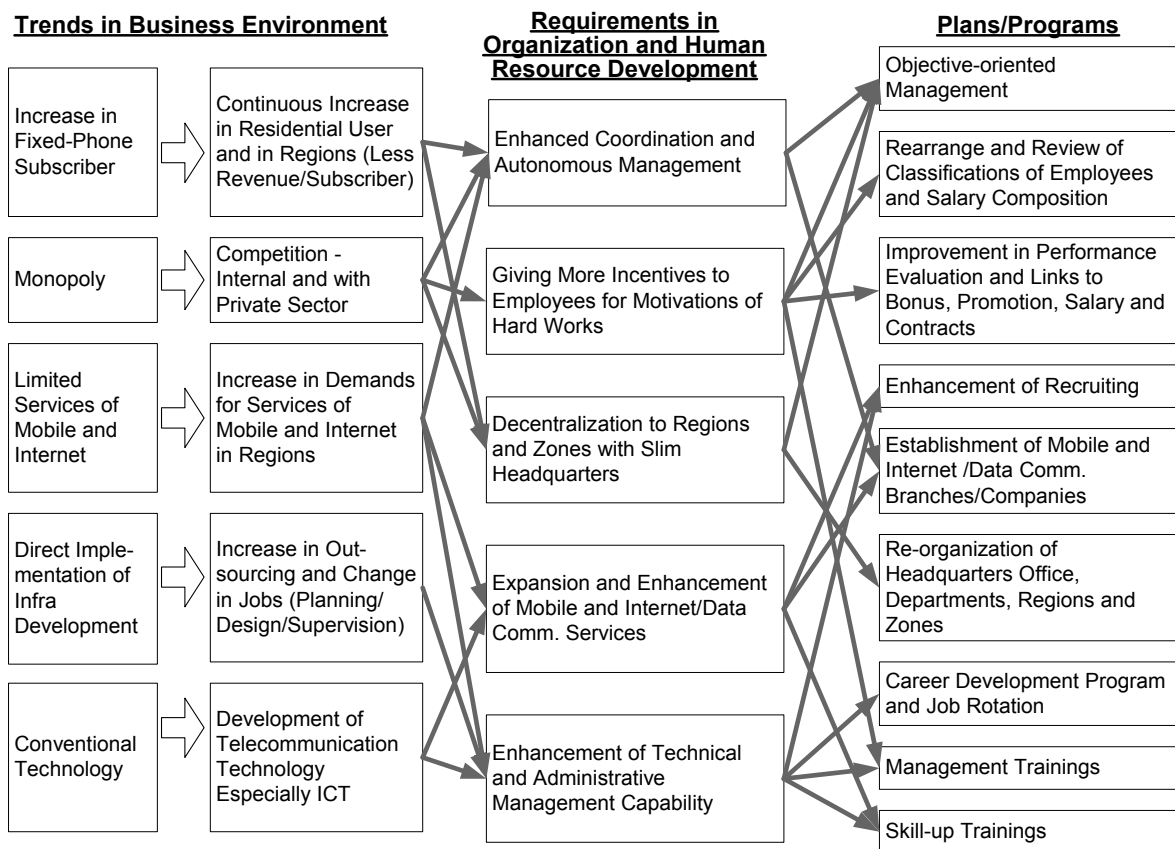 Trends in Business Environment
Increase in
Fixed-Phone
Subscriber
Continuous Increase
in Residential User
and in Regions (Less
Revenue/Subscriber)
Monopoly
Competition -
Internal and with
Private Sector
Limited
Services of
Mobile and
Internet
Increase in Demands
for Services of
Mobile and Internet
in Regions
Direct Imple-
mentation of
Infra
Development
Increase in Out-
sourcing and Change
in Jobs (Planning/
Design/Supervision)
Conventional
Technology
Development of
Telecommunication
Technology
Especially ICT
Requirements in
Organization and Human
Resource Development
Enhanced Coordination and
Autonomous Management
Giving More Incentives to
Employees for Motivations of
Hard Works
Decentralization to Regions
and Zones with Slim
Headquarters
Expansion and Enhancement
of Mobile and Internet/Data
Comm. Services
Enhancement of Technical
and Administrative
Management Capability
Plans/Programs
Objective-oriented
Management
Rearrange and Review of
Classifications of Employees
and Salary Composition
Improvement in Performance
Evaluation and Links to
Bonus, Promotion, Salary and
Contracts
Enhancement of Recruiting
Establishment of Mobile and
Internet /Data Comm.
Branches/Companies
Re-organization of
Headquarters Office,
Departments, Regions and
Zones
Career Development Program
and Job Rotation
Management Trainings
Skill-up Trainings